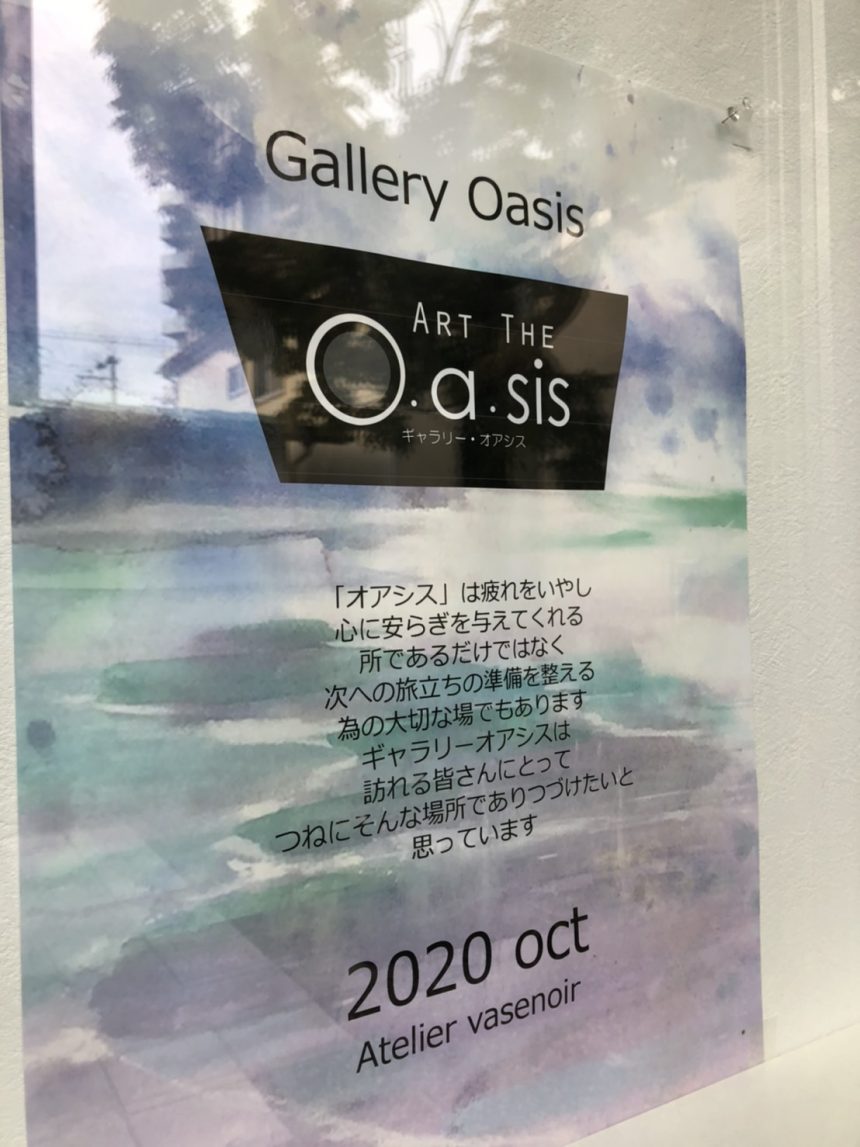 Gallery Oasis
ART THE
O.a.sis
ギャラリー・オアシス
「オアシス」は疲れをいやし
心に安らぎを与えてくれる
所であるだけではなく
次への旅立ちの準備を整える
為の大切な場でもあります
ギャラリーオアシスは
訪れる皆さんにとって
つねにそんな場所でありつづけたいと
思っています
2020 oct
Atelier vasenoir